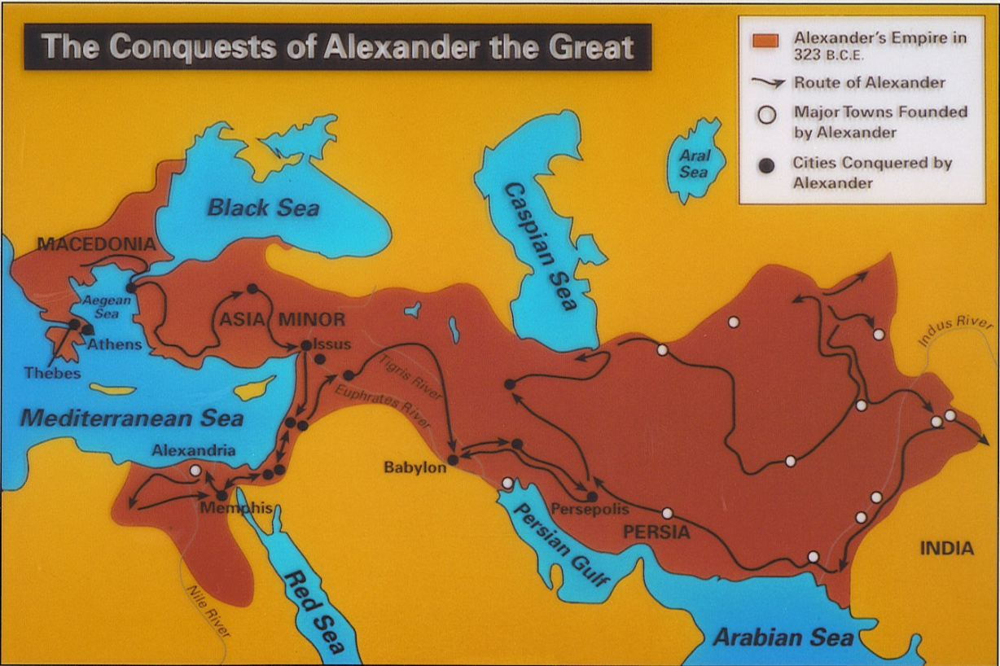 The Conquests of Alexander the Great
Alexander's Empire in
323 B.C.E.
Route of Alexander
Major Towns Founded
by Alexander
Cities Conquered by
Alexander
Aral
Sea
Black Sea
Caspian Sea
MACEDONIA
Aegean
Sea
ASIA MINOR
Athens
Issus
Thebes
Indus River
Tigris River
Euphrates River
Mediterranean Sea
Alexandria
Babylon
Memphis
Persepolis
PERSIA
Persian Gulf
INDIA
Nile River
Red Sea
Arabian Sea